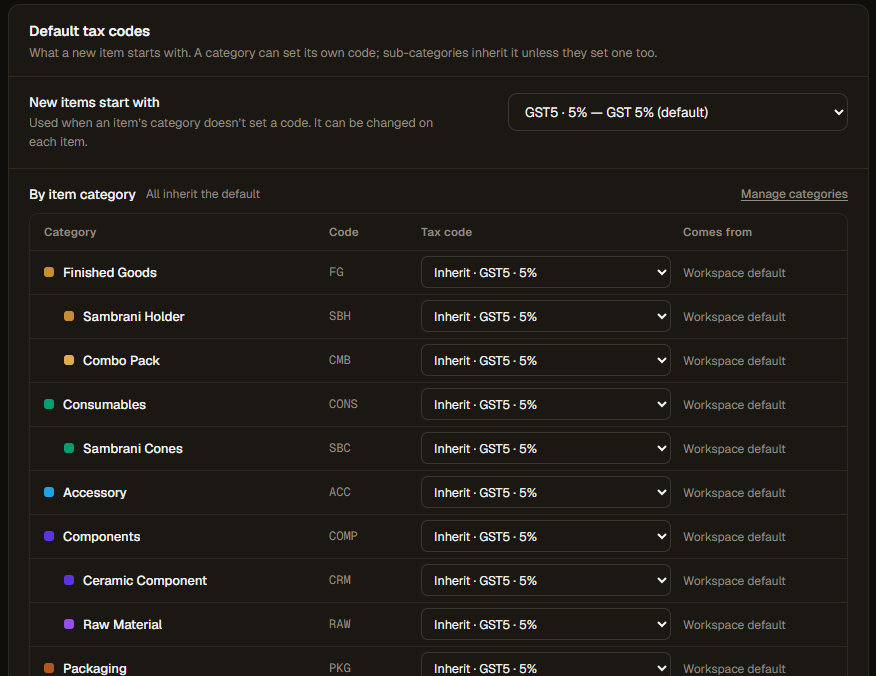 Default tax codes
What a new item starts with. A category can set its own code; sub-categories inherit it unless they set one too.
New items start with
Used when an item's category doesn't set a code. It can be changed on
each item.
GST5 · 5% — GST 5% (default)
By item category All inherit the default Manage categories
Category Code Tax code Comes from
Finished Goods FG Inherit · GST5 · 5% Workspace default
Sambrani Holder SBH Inherit · GST5 · 5% Workspace default
Combo Pack CMB Inherit · GST5 · 5% Workspace default
Consumables CONS Inherit · GST5 · 5% Workspace default
Sambrani Cones SBC Inherit · GST5 · 5% Workspace default
Accessory ACC Inherit · GST5 · 5% Workspace default
Components COMP Inherit · GST5 · 5% Workspace default
Ceramic Component CRM Inherit · GST5 · 5% Workspace default
Raw Material RAW Inherit · GST5 · 5% Workspace default
Packaging PKG Inherit · GST5 · 5% Workspace default